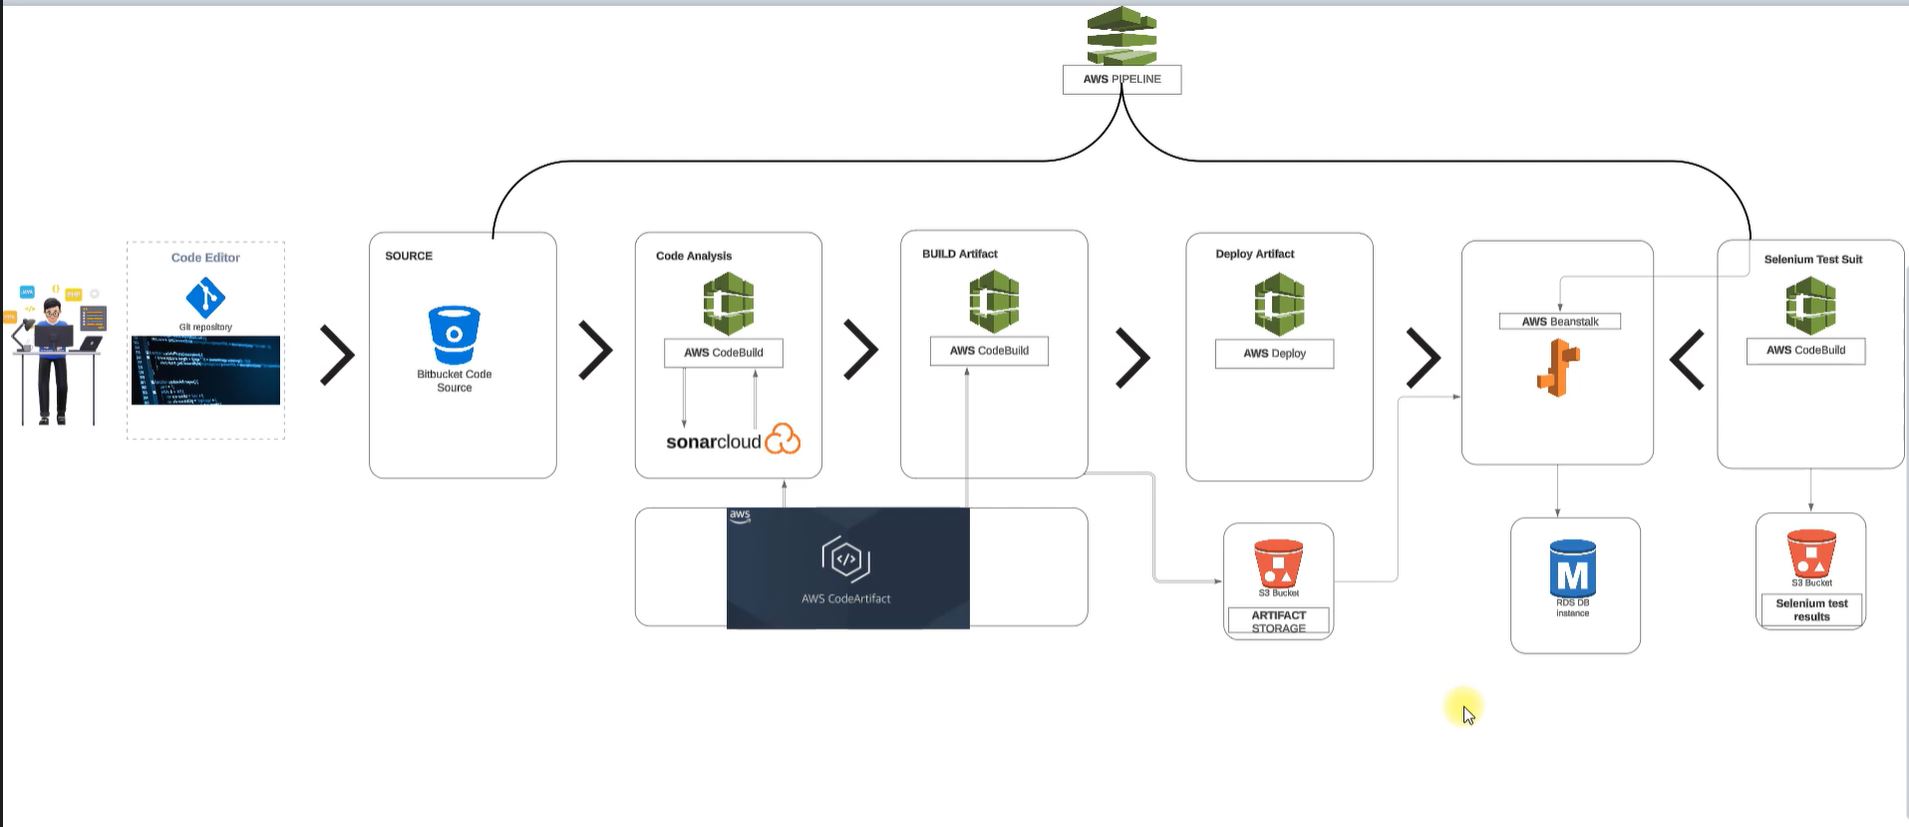 AWS PIPELINE
Code Editor
Git repository
SOURCE
Bitbucket Code
Source
Code Analysis
AWS CodeBuild
sonarcloud
BUILD Artifact
AWS CodeBuild
Deploy Artifact
AWS Deploy
AWS Beanstalk
Selenium Test Suit
AWS CodeBuild
aws
</>
AWS CodeArtifact
S3 Bucket
ARTIFACT
STORAGE
M
RDS DB
instance
S3 Bucket
Selenium test
results